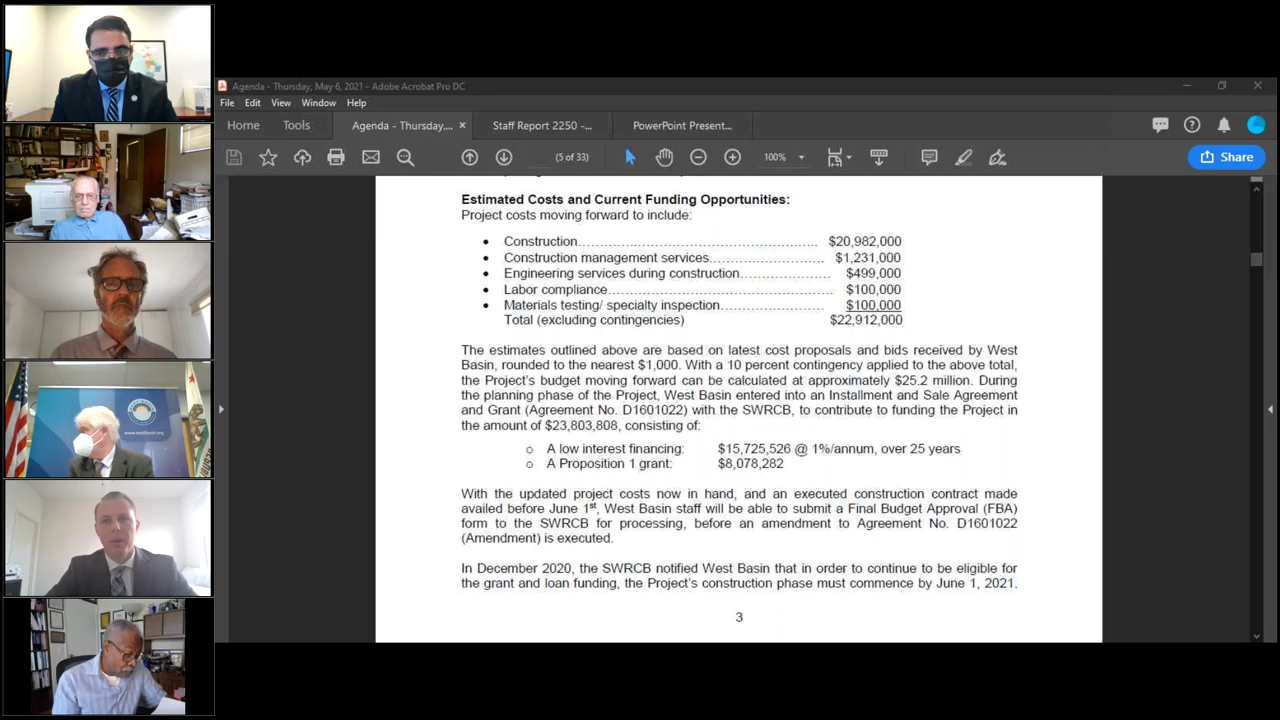 Agenda - Thursday, May 6, 2021 - Adobe Acrobat Pro DC
File Edit View Window Help
Home Tools Agenda - Thursday,... Staff Report 2250 -... PowerPoint Present...
(5 of 33) 100% Share
Estimated Costs and Current Funding Opportunities:
Project costs moving forward to include:
• Construction................................................................. $20,982,000
• Construction management services............................ $1,231,000
• Engineering services during construction...................... $499,000
• Labor compliance....................................................... $100,000
• Materials testing/ specialty inspection......................... $100,000
Total (excluding contingencies) $22,912,000
The estimates outlined above are based on latest cost proposals and bids received by West
Basin, rounded to the nearest $1,000. With a 10 percent contingency applied to the above total,
the Project's budget moving forward can be calculated at approximately $25.2 million. During
the planning phase of the Project, West Basin entered into an Installment and Sale Agreement
and Grant (Agreement No. D1601022) with the SWRCB, to contribute to funding the Project in
the amount of $23,803,808, consisting of:
o A low interest financing: $15,725,526 @ 1%/annum, over 25 years
o A Proposition 1 grant: $8,078,282
With the updated project costs now in hand, and an executed construction contract made
availed before June 1st, West Basin staff will be able to submit a Final Budget Approval (FBA)
form to the SWRCB for processing, before an amendment to Agreement No. D1601022
(Amendment) is executed.
In December 2020, the SWRCB notified West Basin that in order to continue to be eligible for
the grant and loan funding, the Project's construction phase must commence by June 1, 2021.
3